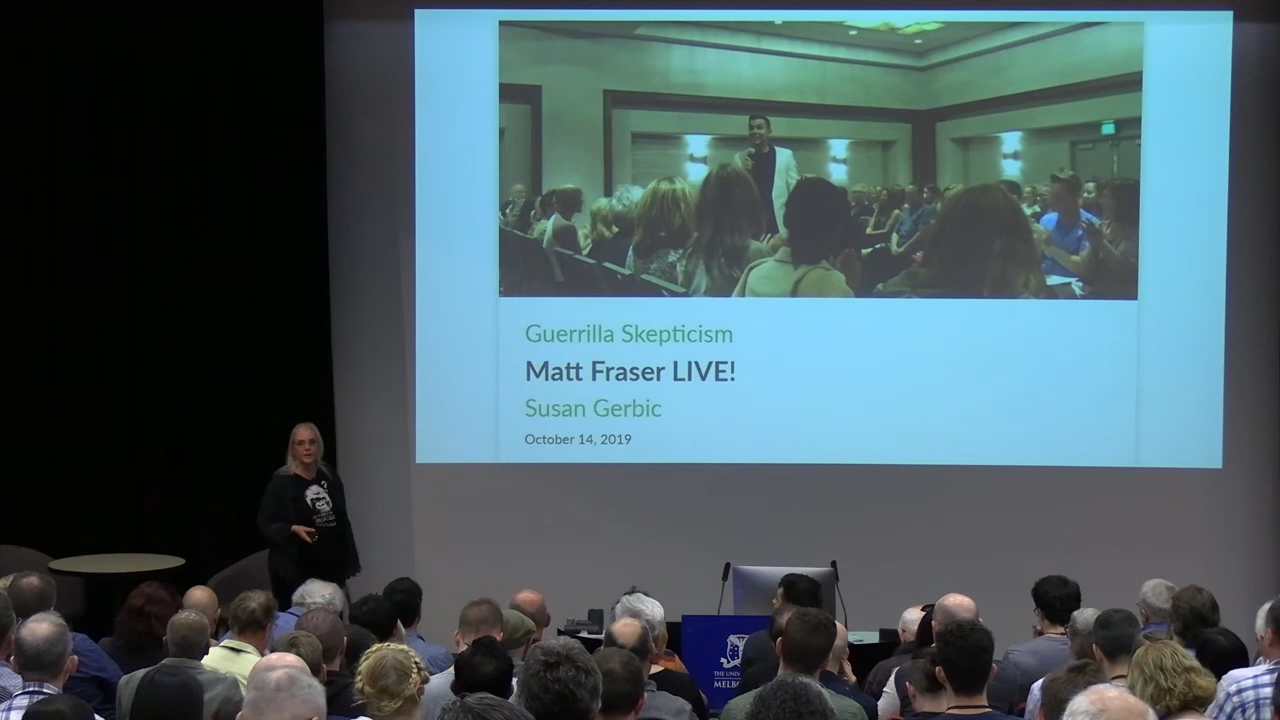 Guerrilla Skepticism
Matt Fraser LIVE!
Susan Gerbic
October 14, 2019